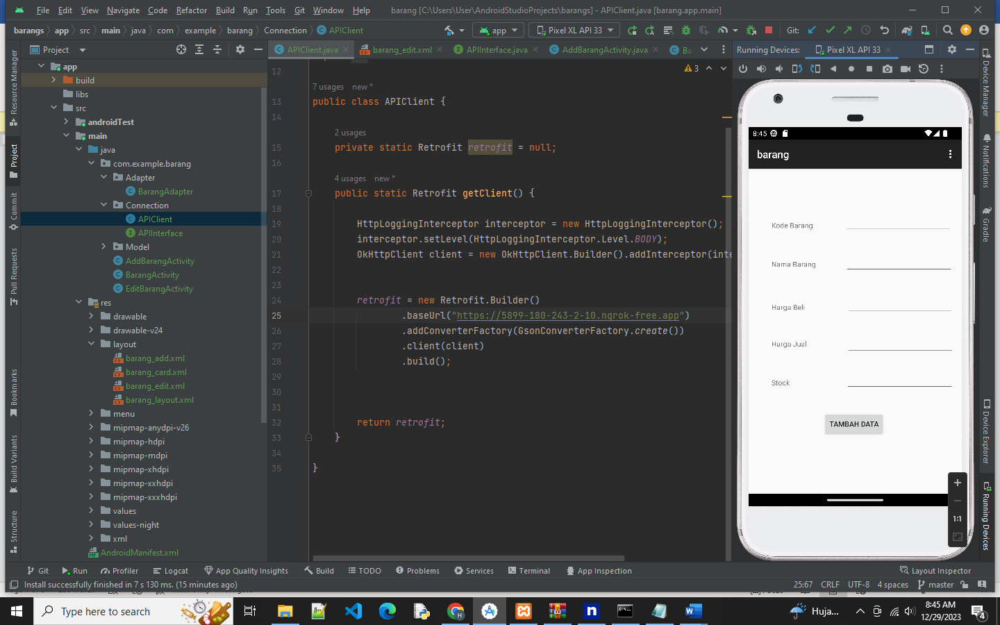 File Edit View Navigate Code Refactor Build Run Tools Git Window Help barang [C:\Users\User\AndroidStudioProjects\barangs] - APIClient.java [barang.app.main]
barangs app src main java com example barang Connection APIClient app Pixel XL API 33 Git:
Project APIClient.java barang_edit.xml APIInterface.java AddBarangActivity.java Ba Running Devices: Pixel XL API 33
Resource Manager
Project
Commit
Pull Requests
Bookmarks
Build Variants
Structure
app
build
libs
src
androidTest
main
java
com.example.barang
Adapter
BarangAdapter
Connection
APIClient
APIInterface
Model
AddBarangActivity
BarangActivity
EditBarangActivity
res
drawable
drawable-v24
layout
barang_add.xml
barang_card.xml
barang_edit.xml
barang_layout.xml
menu
mipmap-anydpi-v26
mipmap-hdpi
mipmap-mdpi
mipmap-xhdpi
mipmap-xxhdpi
mipmap-xxxhdpi
values
values-night
xml
AndroidManifest.xml
3
12
7 usages new *
13 public class APIClient {
14
2 usages
15 private static Retrofit retrofit = null;
16
4 usages new *
17 public static Retrofit getClient() {
18
19 HttpLoggingInterceptor interceptor = new HttpLoggingInterceptor();
20 interceptor.setLevel(HttpLoggingInterceptor.Level.BODY);
21 OkHttpClient client = new OkHttpClient.Builder().addInterceptor(inte
22
23
24 retrofit = new Retrofit.Builder()
25 .baseUrl("https://5899-180-243-2-10.ngrok-free.app")
26 .addConverterFactory(GsonConverterFactory.create())
27 .client(client)
28 .build();
29
30
31
32 return retrofit;
33 }
34
35 }
8:45
barang
Kode Barang
Nama Barang
Harga Beli
Harga Jual
Stock
TAMBAH DATA
1:1
Device Manager
Notifications
Gradle
Device Explorer
Running Devices
Git Run Profiler Logcat App Quality Insights Build TODO Problems Services Terminal App Inspection Layout Inspector
Install successfully finished in 7 s 130 ms. (15 minutes ago) 25:67 CRLF UTF-8 4 spaces master
Type here to search Huja... 8:45 AM
12/29/2023 4